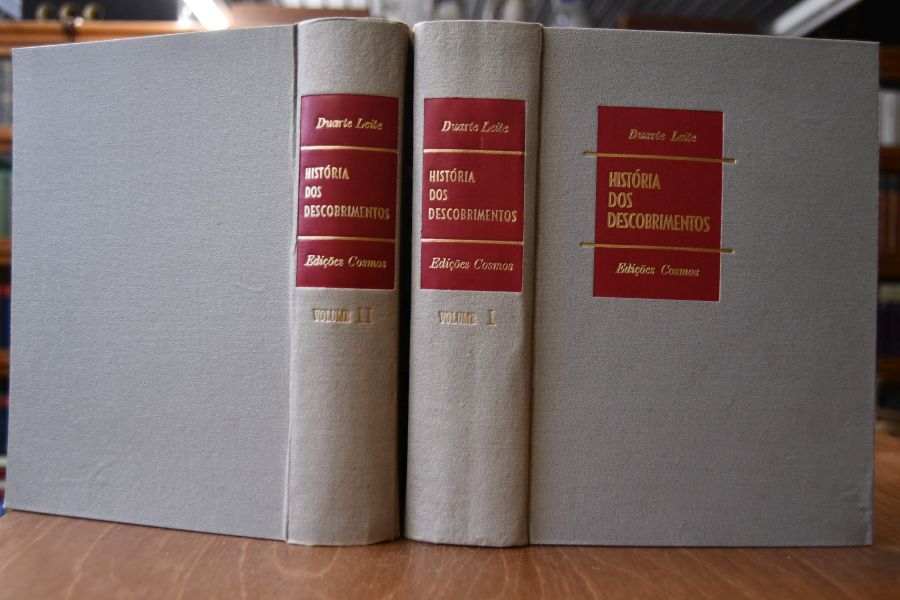 Duarte Leite
HISTÓRIA
DOS
DESCOBRIMENTOS
Edições Cosmos
VOLUME II
Duarte Leite
HISTÓRIA
DOS
DESCOBRIMENTOS
Edições Cosmos
VOLUME I
Duarte Leite
HISTÓRIA
DOS
DESCOBRIMENTOS
Edições Cosmos